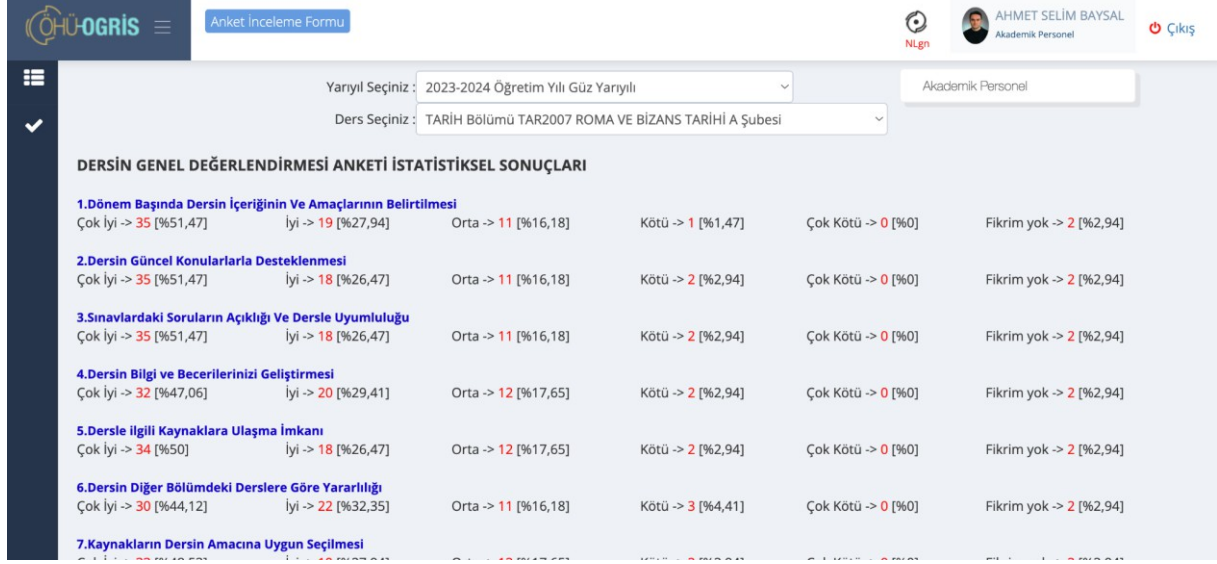 ÖHÜ-OGRİS
Anket İnceleme Formu
NLgn
AHMET SELİM BAYSAL
Akademik Personel
Çıkış
Yarıyıl Seçiniz : 2023-2024 Öğretim Yılı Güz Yarıyılı
Akademik Personel
Ders Seçiniz : TARİH Bölümü TAR2007 ROMA VE BİZANS TARİHİ A Şubesi
DERSİN GENEL DEĞERLENDİRMESİ ANKETİ İSTATİSTİKSEL SONUÇLARI
1.Dönem Başında Dersin İçeriğinin Ve Amaçlarının Belirtilmesi
Çok İyi -> 35 [%51,47] İyi -> 19 [%27,94] Orta -> 11 [%16,18] Kötü -> 1 [%1,47] Çok Kötü -> 0 [%0] Fikrim yok -> 2 [%2,94]
2.Dersin Güncel Konularlarla Desteklenmesi
Çok İyi -> 35 [%51,47] İyi -> 18 [%26,47] Orta -> 11 [%16,18] Kötü -> 2 [%2,94] Çok Kötü -> 0 [%0] Fikrim yok -> 2 [%2,94]
3.Sınavlardaki Soruların Açıklığı Ve Dersle Uyumluluğu
Çok İyi -> 35 [%51,47] İyi -> 18 [%26,47] Orta -> 11 [%16,18] Kötü -> 2 [%2,94] Çok Kötü -> 0 [%0] Fikrim yok -> 2 [%2,94]
4.Dersin Bilgi ve Becerilerinizi Geliştirmesi
Çok İyi -> 32 [%47,06] İyi -> 20 [%29,41] Orta -> 12 [%17,65] Kötü -> 2 [%2,94] Çok Kötü -> 0 [%0] Fikrim yok -> 2 [%2,94]
5.Dersle ilgili Kaynaklara Ulaşma İmkanı
Çok İyi -> 34 [%50] İyi -> 18 [%26,47] Orta -> 12 [%17,65] Kötü -> 2 [%2,94] Çok Kötü -> 0 [%0] Fikrim yok -> 2 [%2,94]
6.Dersin Diğer Bölümdeki Derslere Göre Yararlılığı
Çok İyi -> 30 [%44,12] İyi -> 22 [%32,35] Orta -> 11 [%16,18] Kötü -> 3 [%4,41] Çok Kötü -> 0 [%0] Fikrim yok -> 2 [%2,94]
7.Kaynakların Dersin Amacına Uygun Seçilmesi